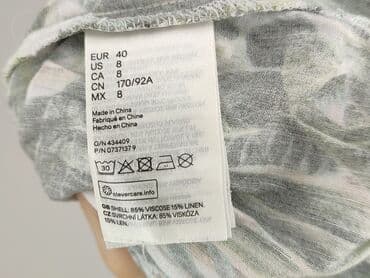 EUR 40
US 8
CA 8
CN 170/92A
MX 8
Made in China
Fabriqué en Chine
Hecho en China
O/N 434409
P/N 0737137 9
30
clevercare.info
GB SHELL: 85% VISCOSE 15% LINEN.
CZ SVRCHNÍ LÁTKA: 85% VISKÓZA
15% LEN.